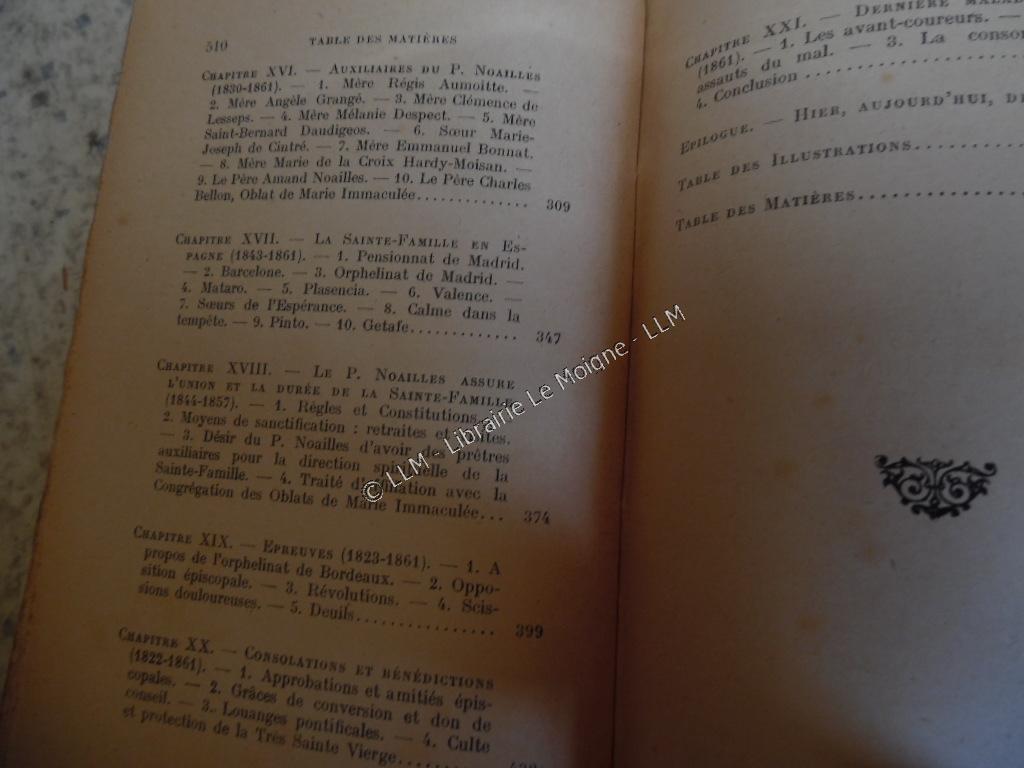 510 TABLE DES MATIÈRES
CHAPITRE XVI. — AUXILIAIRES DU P. NOAILLES
(1830-1861). — 1. Mère Régis Aumoitte. —
2. Mère Angèle Grangé. — 3. Mère Clémence de
Lesseps. — 4. Mère Mélanie Despect. — 5. Mère
Saint-Bernard Daudigeos. — 6. Sœur Marie-
Joseph de Cintré. — 7. Mère Emmanuel Bonnat.
— 8. Mère Marie de la Croix Hardy-Moisan. —
9. Le Père Amand Noailles. — 10. Le Père Charles
Bellon, Oblat de Marie Immaculée.............. 309
CHAPITRE XVII. — LA SAINTE-FAMILLE EN ES-
PAGNE (1843-1861). — 1. Pensionnat de Madrid.
— 2. Barcelone. — 3. Orphelinat de Madrid. —
4. Mataro. — 5. Plasencia. — 6. Valence. —
7. Sœurs de l'Espérance. — 8. Calme dans la
tempête. — 9. Pinto. — 10. Getafe............. 347
CHAPITRE XVIII. — LE P. NOAILLES ASSURE
L'UNION ET LA DURÉE DE LA SAINTE-FAMILLE
(1844-1857). — 1. Règles et Constitutions. —
2. Moyens de sanctification : retraites et
— 3. Désir du P. Noailles d'avoir prêtres
auxiliaires pour la direction spirituelle de la
Sainte-Famille. — 4. Traité d'affiliation avec la
Congrégation des Oblats de Marie Immaculée... 374
CHAPITRE XIX. — EPREUVES (1823-1861). — 1. A
propos de l'orphelinat de Bordeaux. — 2. Oppo-
sition épiscopale. — 3. Révolutions. — 4. Scis-
sions douloureuses. — 5. Deuils................ 399
CHAPITRE XX. — CONSOLATIONS ET BÉNÉDICTIONS
(1822-1861). — 1. Approbations et amitiés épis-
copales. — 2. Grâces de conversion et don de
conseil. — 3. Louanges pontificales. — 4. Culte
et protection de la Très Sainte Vierge...
CHAPITRE XXI. — DERNIÈRE
(1861). — 1. Les avant-coureurs. —
assauts du mal. — 3. La
4. Conclusion
EPILOGUE. — HIER, AUJOURD'HUI,
TABLE DES ILLUSTRATIONS
TABLE DES MATIÈRES
© LLM - Librairie Le Moigne - LLM